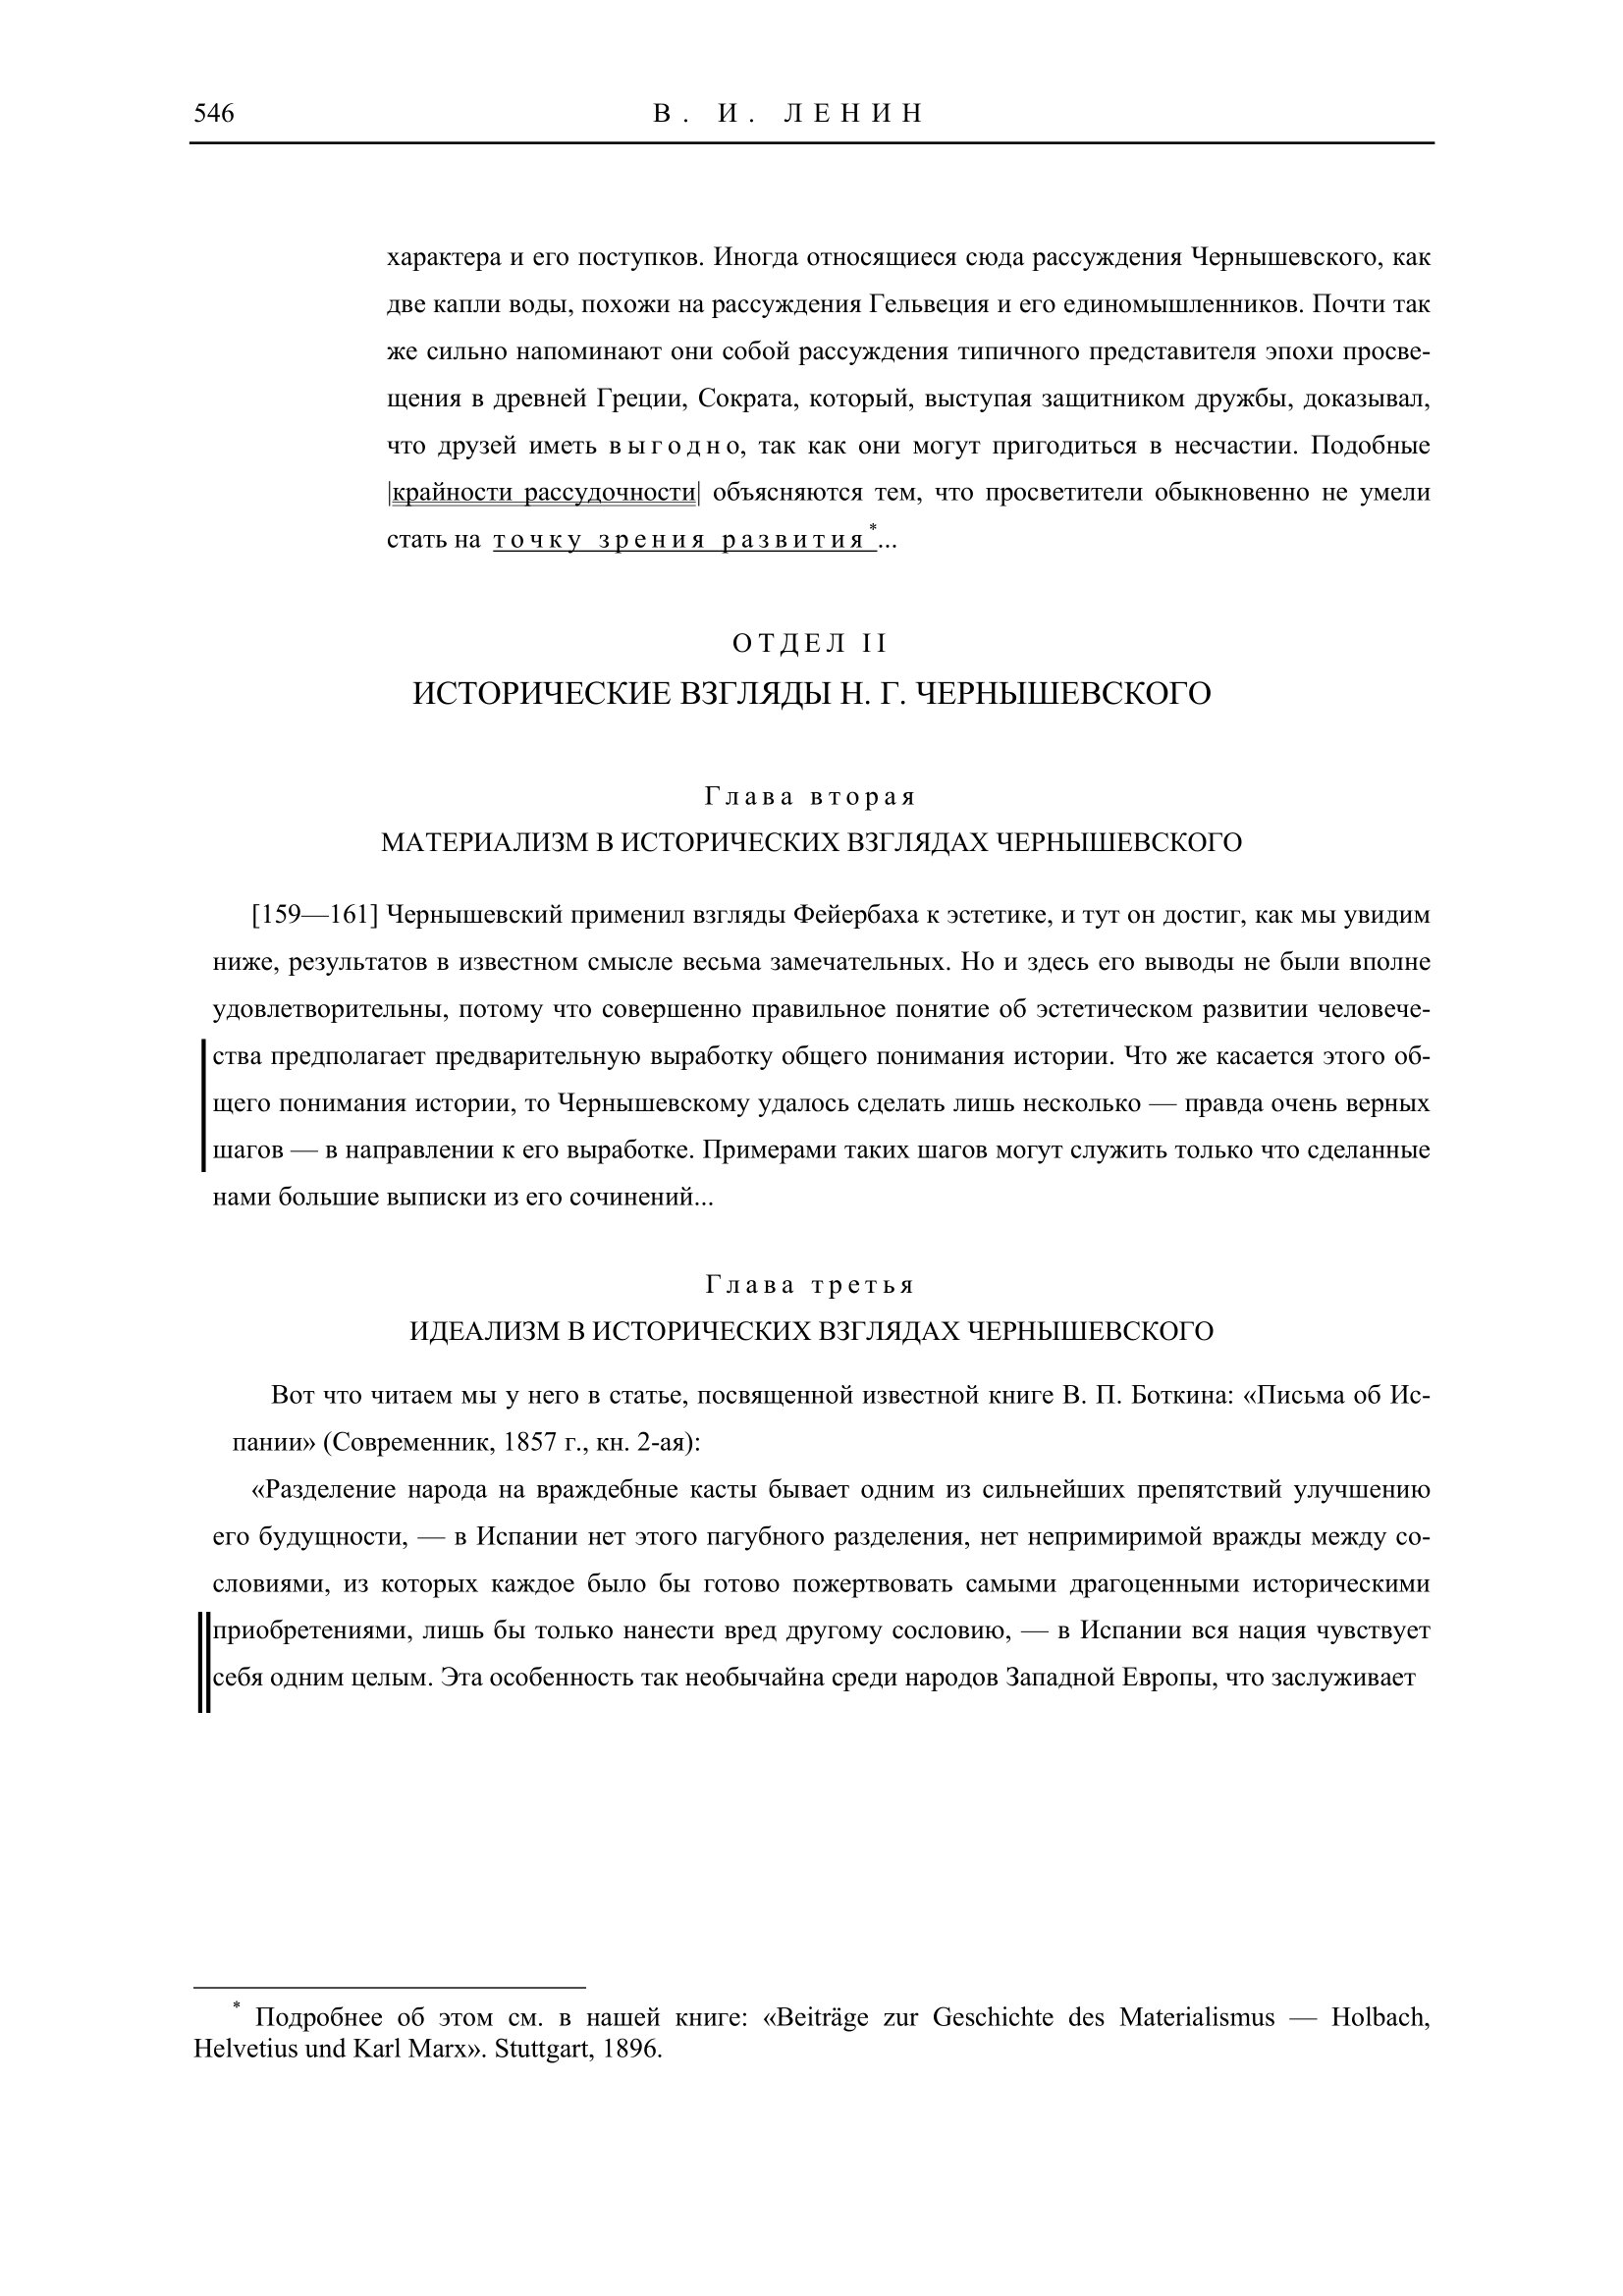 546
В. И. ЛЕНИН
характера и его поступков. Иногда относящиеся сюда рассуждения Чернышевского, как
две капли воды, похожи на рассуждения Гельвеция и его единомышленников. Почти так
же сильно напоминают они собой рассуждения типичного представителя эпохи просве-
щения в древней Греции, Сократа, который, выступая защитником дружбы, доказывал,
что друзей иметь выгодно, так как они могут пригодиться в несчастии. Подобные
|крайности рассудочности| объясняются тем, что просветители обыкновенно не умели
стать на точку зрения развития*...
ОТДЕЛ II
ИСТОРИЧЕСКИЕ ВЗГЛЯДЫ Н. Г. ЧЕРНЫШЕВСКОГО
Глава вторая
МАТЕРИАЛИЗМ В ИСТОРИЧЕСКИХ ВЗГЛЯДАХ ЧЕРНЫШЕВСКОГО
[159—161] Чернышевский применил взгляды Фейербаха к эстетике, и тут он достиг, как мы увидим
ниже, результатов в известном смысле весьма замечательных. Но и здесь его выводы не были вполне
удовлетворительны, потому что совершенно правильное понятие об эстетическом развитии человече-
ства предполагает предварительную выработку общего понимания истории. Что же касается этого об-
щего понимания истории, то Чернышевскому удалось сделать лишь несколько — правда очень верных
шагов — в направлении к его выработке. Примерами таких шагов могут служить только что сделанные
нами большие выписки из его сочинений...
Глава третья
ИДЕАЛИЗМ В ИСТОРИЧЕСКИХ ВЗГЛЯДАХ ЧЕРНЫШЕВСКОГО
Вот что читаем мы у него в статье, посвященной известной книге В. П. Боткина: «Письма об Ис-
пании» (Современник, 1857 г., кн. 2-ая):
«Разделение народа на враждебные касты бывает одним из сильнейших препятствий улучшению
его будущности, — в Испании нет этого пагубного разделения, нет непримиримой вражды между со-
словиями, из которых каждое было бы готово пожертвовать самыми драгоценными историческими
приобретениями, лишь бы только нанести вред другому сословию, — в Испании вся нация чувствует
себя одним целым. Эта особенность так необычайна среди народов Западной Европы, что заслуживает
* Подробнее об этом см. в нашей книге: «Beiträge zur Geschichte des Materialismus — Holbach,
Helvetius und Karl Marx». Stuttgart, 1896.